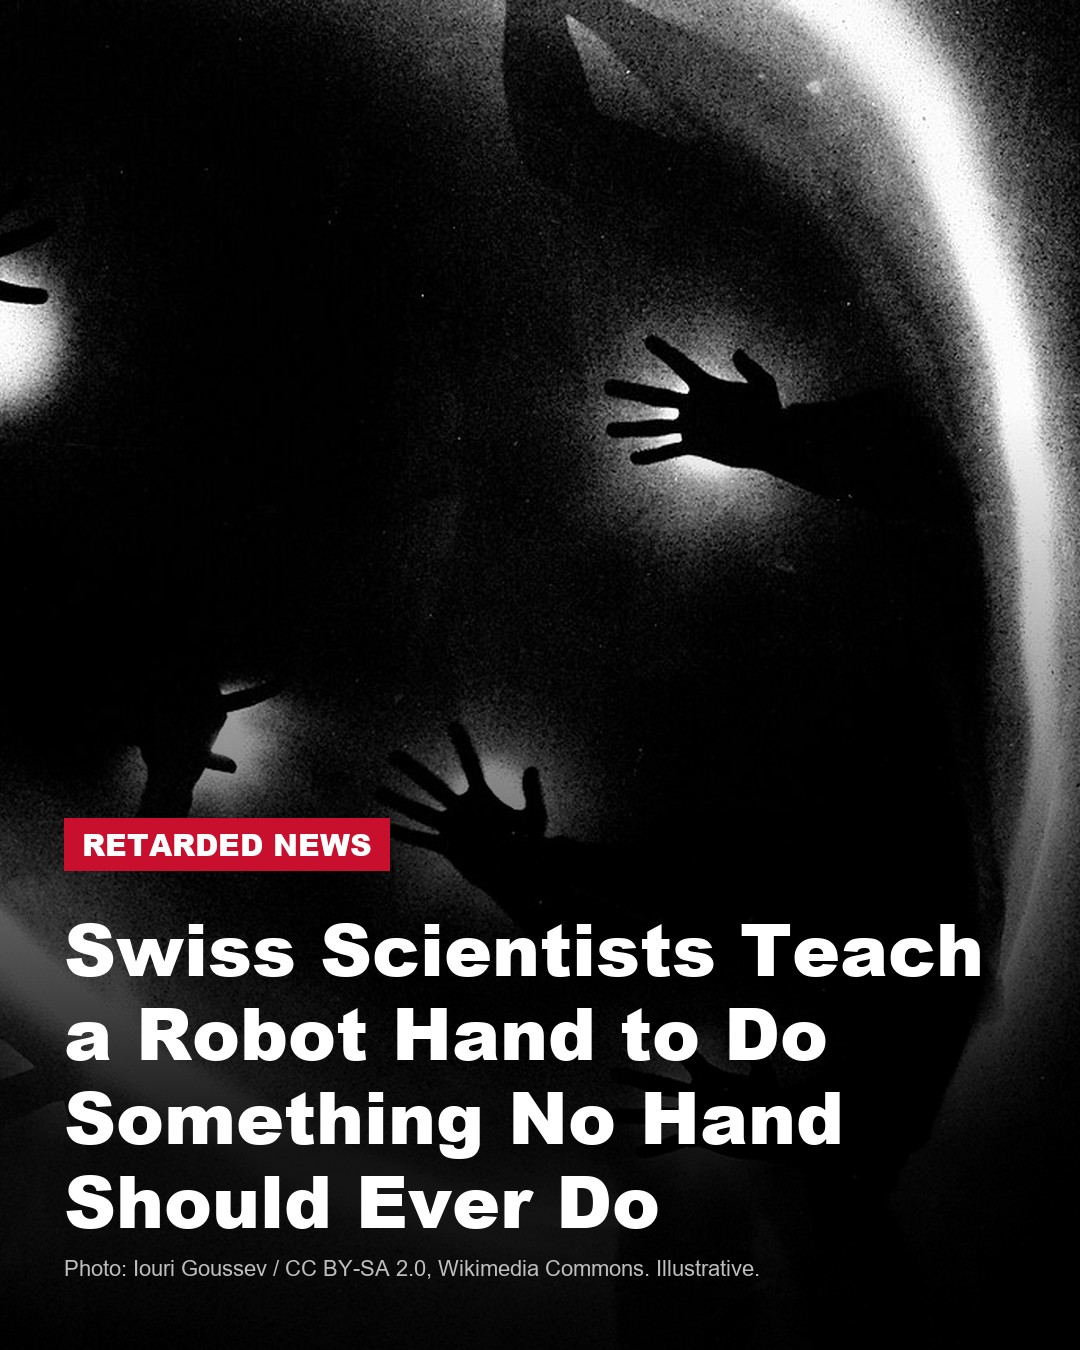 RETARDED NEWS
Swiss Scientists Teach
a Robot Hand to Do
Something No Hand
Should Ever Do
Photo: Iouri Goussev / CC BY-SA 2.0, Wikimedia Commons. Illustrative.